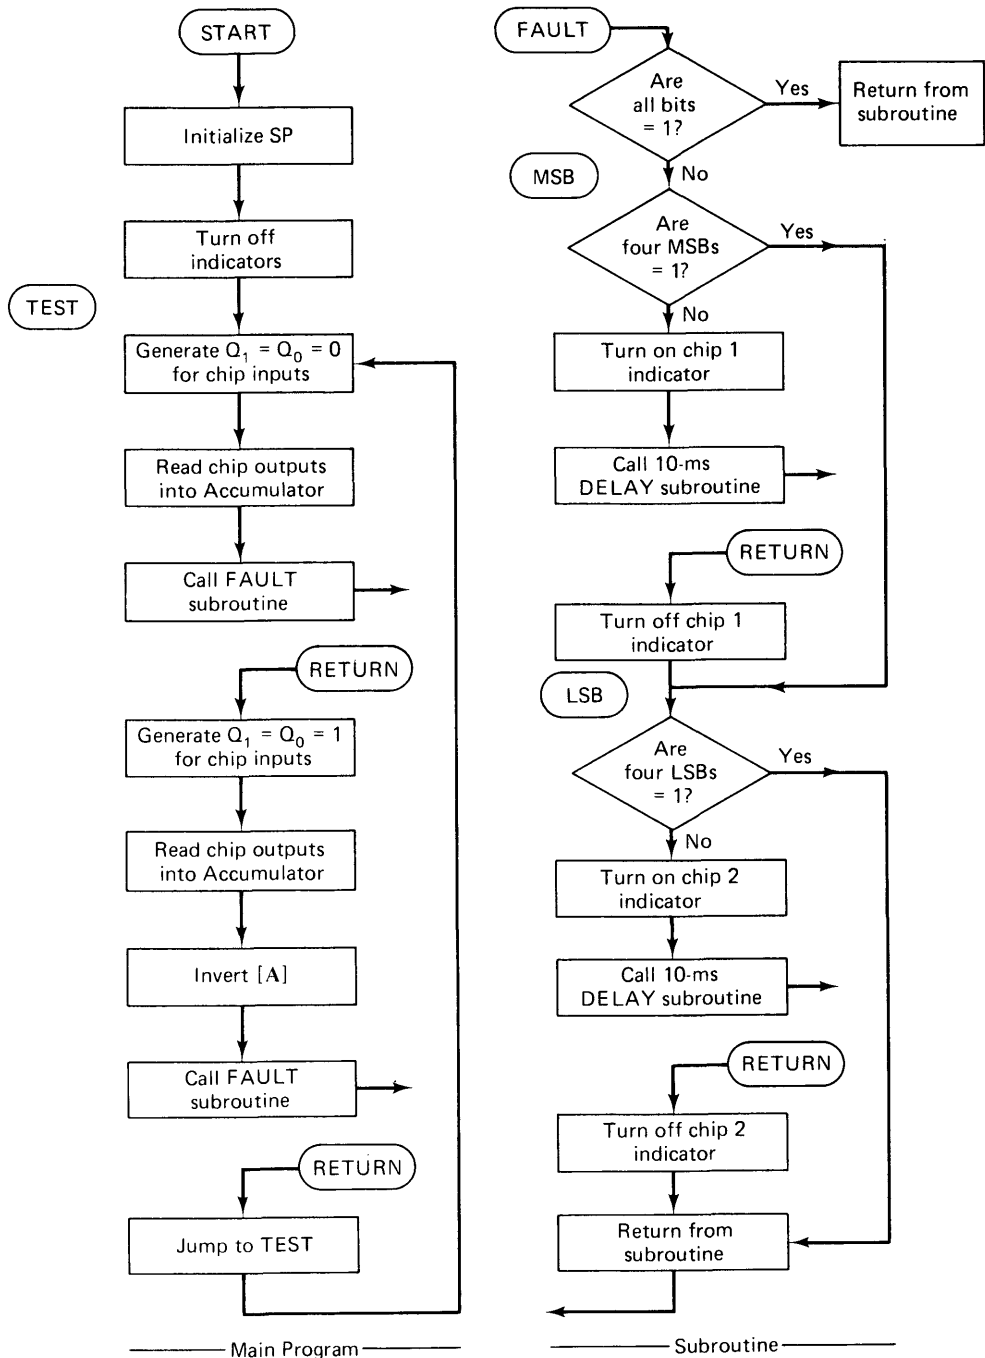 START
Initialize SP
Turn off
indicators
TEST
Generate Q1 = Q0 = 0
for chip inputs
Read chip outputs
into Accumulator
Call FAULT
subroutine
RETURN
Generate Q1 = Q0 = 1
for chip inputs
Read chip outputs
into Accumulator
Invert [A]
Call FAULT
subroutine
RETURN
Jump to TEST
Main Program
FAULT
Are
all bits
= 1?
Yes
Return from
subroutine
No
MSB
Are
four MSBs
= 1?
Yes
No
Turn on chip 1
indicator
Call 10-ms
DELAY subroutine
RETURN
Turn off chip 1
indicator
LSB
Are
four LSBs
= 1?
Yes
No
Turn on chip 2
indicator
Call 10-ms
DELAY subroutine
RETURN
Turn off chip 2
indicator
Return from
subroutine
Subroutine